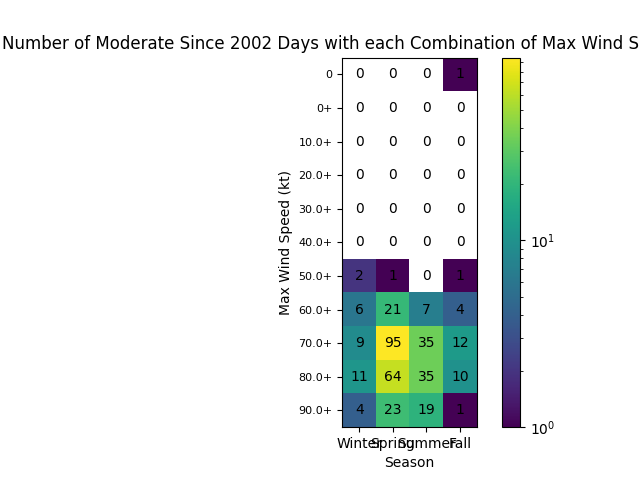 Number of Moderate Since 2002 Days with each Combination of Max Wind S
Max Wind Speed (kt)
0 0 0 0 1
0+ 0 0 0 0
10.0+ 0 0 0 0
20.0+ 0 0 0 0
30.0+ 0 0 0 0
40.0+ 0 0 0 0
50.0+ 2 1 0 1
60.0+ 6 21 7 4
70.0+ 9 95 35 12
80.0+ 11 64 35 10
90.0+ 4 23 19 1
Winter Spring Summer Fall
Season
10¹
10⁰